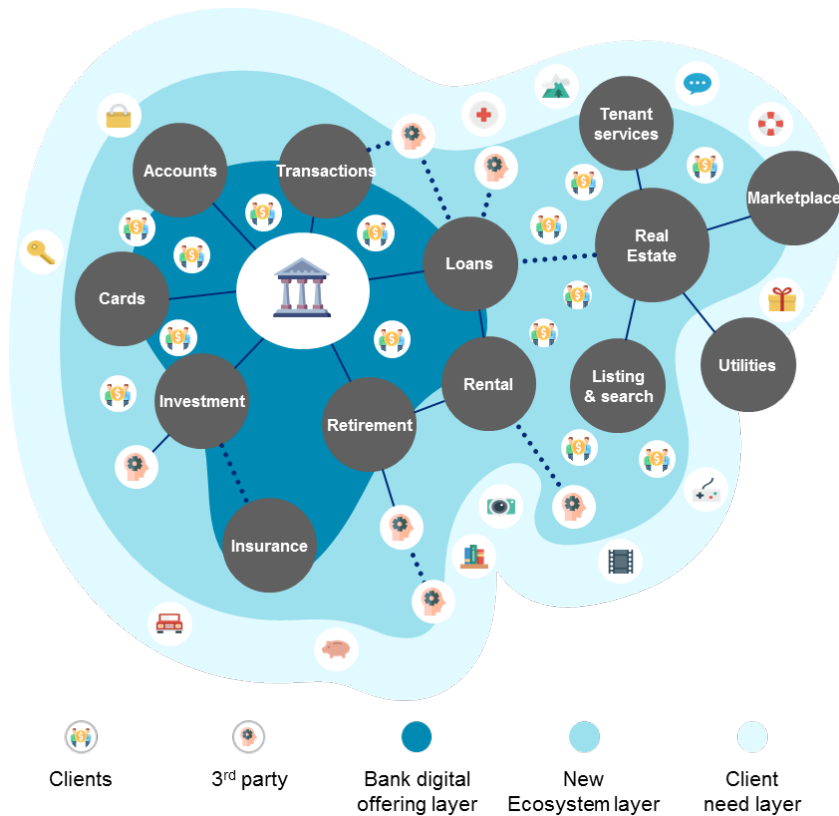 Tenant
services
Accounts
Transactions
Marketplace
Real
Estate
Loans
Cards
Utilities
Rental
Listing
& search
Investment
Retirement
Insurance
Clients
3rd party
Bank digital
offering layer
New
Ecosystem layer
Client
need layer